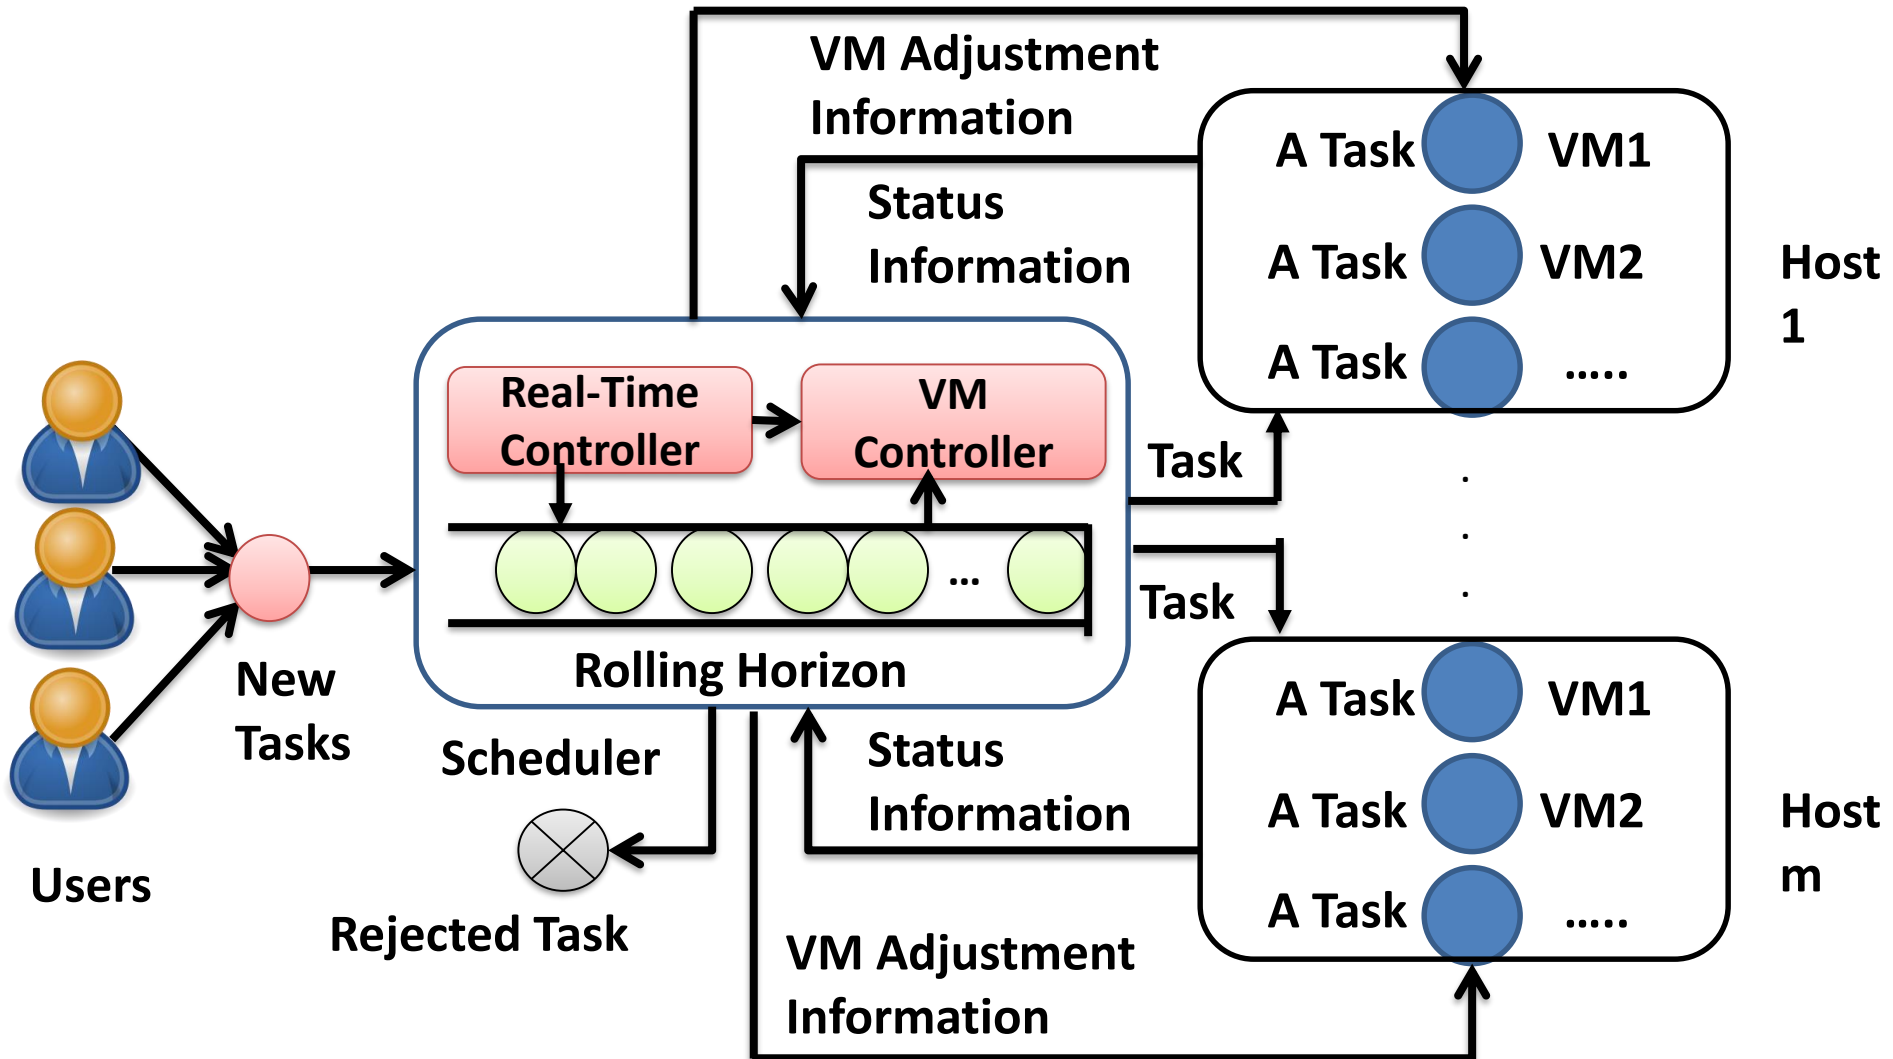 VM Adjustment
Information
Status
Information
A Task VM1
A Task VM2
A Task .....
Host
1
Real-Time
Controller
VM
Controller
Task
.
.
.
...
Task
Rolling Horizon
New
Tasks
Scheduler
Users
Rejected Task
Status
Information
VM Adjustment
Information
A Task VM1
A Task VM2
A Task .....
Host
m